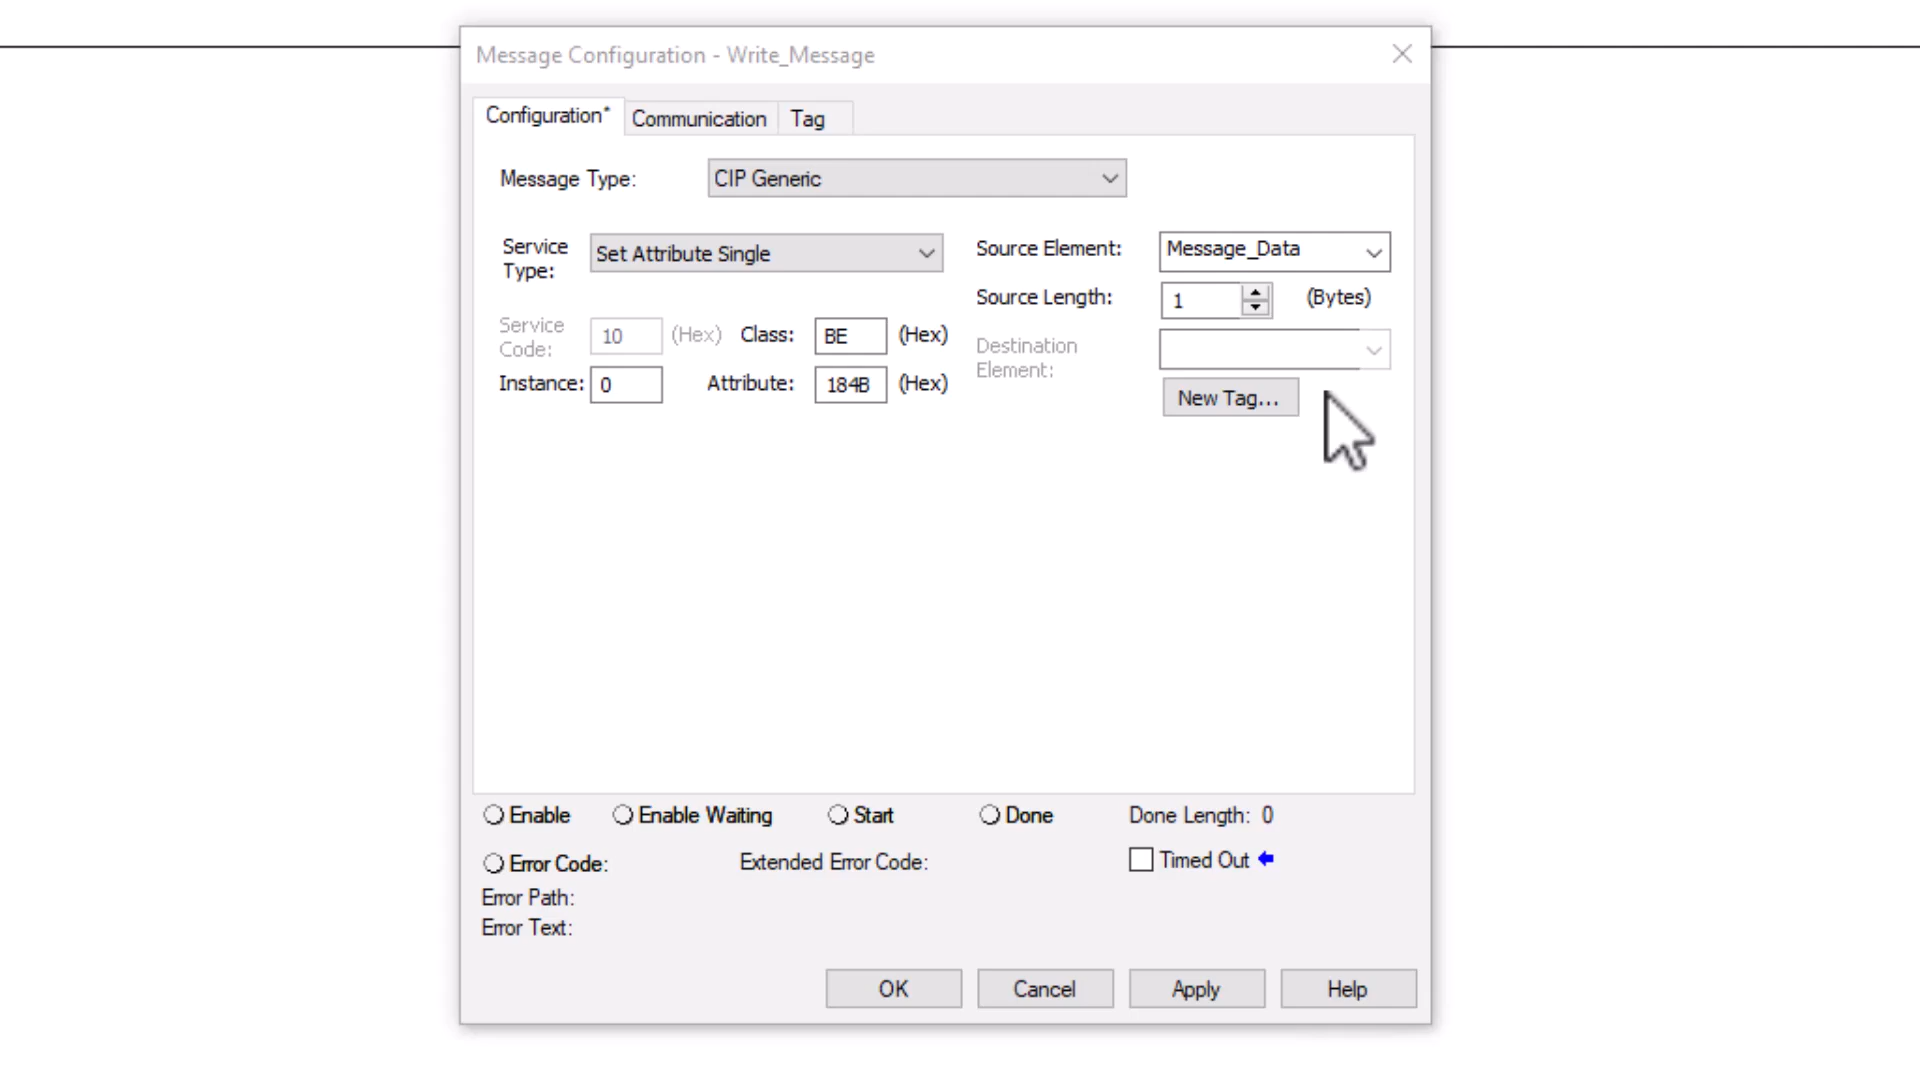 Message Configuration - Write_Message
Configuration* Communication Tag
Message Type: CIP Generic
Service Type: Set Attribute Single
Source Element: Message_Data
Source Length: 1 (Bytes)
Service Code: 10 (Hex) Class: BE (Hex)
Destination Element:
Instance: 0 Attribute: 184B (Hex)
New Tag...
Enable Enable Waiting Start Done Done Length: 0
Error Code: Extended Error Code: Timed Out
Error Path:
Error Text:
OK Cancel Apply Help